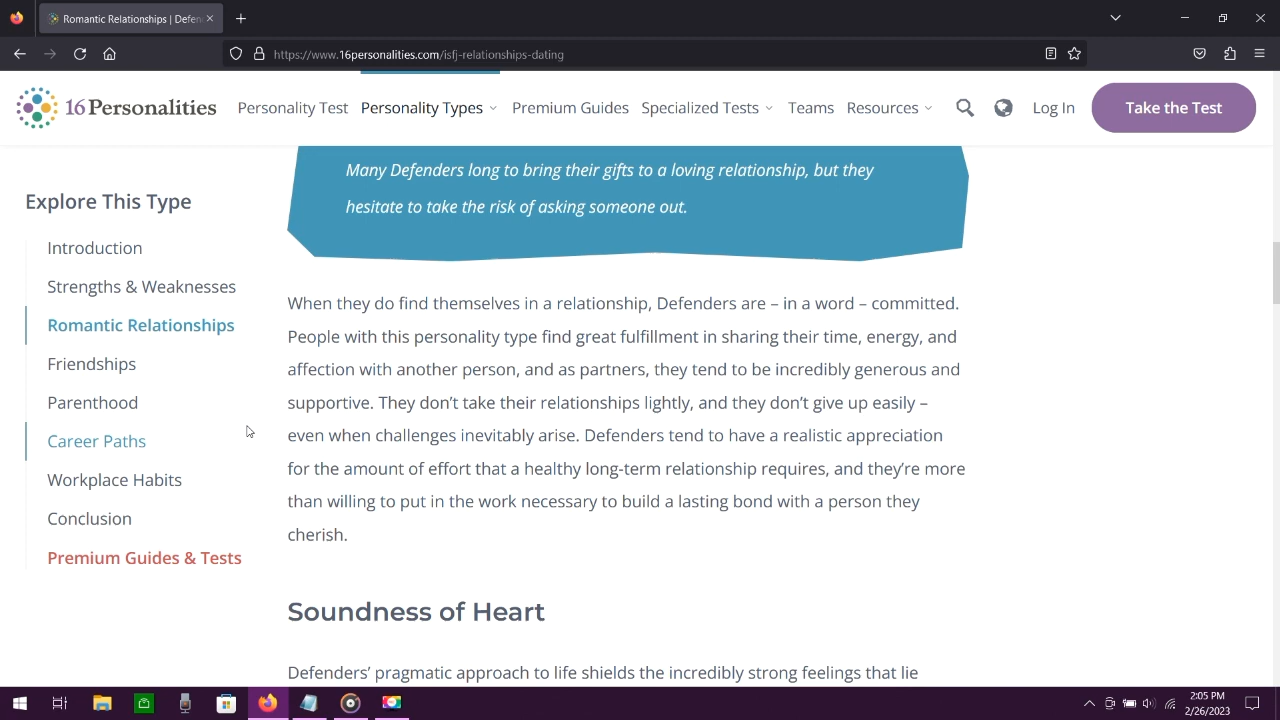 Romantic Relationships | Defen
https://www.16personalities.com/isfj-relationships-dating
16Personalities
Personality Test
Personality Types
Premium Guides
Specialized Tests
Teams
Resources
Log In
Take the Test
Explore This Type
Introduction
Strengths & Weaknesses
Romantic Relationships
Friendships
Parenthood
Career Paths
Workplace Habits
Conclusion
Premium Guides & Tests
Many Defenders long to bring their gifts to a loving relationship, but they
hesitate to take the risk of asking someone out.
When they do find themselves in a relationship, Defenders are – in a word – committed.
People with this personality type find great fulfillment in sharing their time, energy, and
affection with another person, and as partners, they tend to be incredibly generous and
supportive. They don’t take their relationships lightly, and they don’t give up easily –
even when challenges inevitably arise. Defenders tend to have a realistic appreciation
for the amount of effort that a healthy long-term relationship requires, and they’re more
than willing to put in the work necessary to build a lasting bond with a person they
cherish.
Soundness of Heart
Defenders’ pragmatic approach to life shields the incredibly strong feelings that lie
2:05 PM
2/26/2023